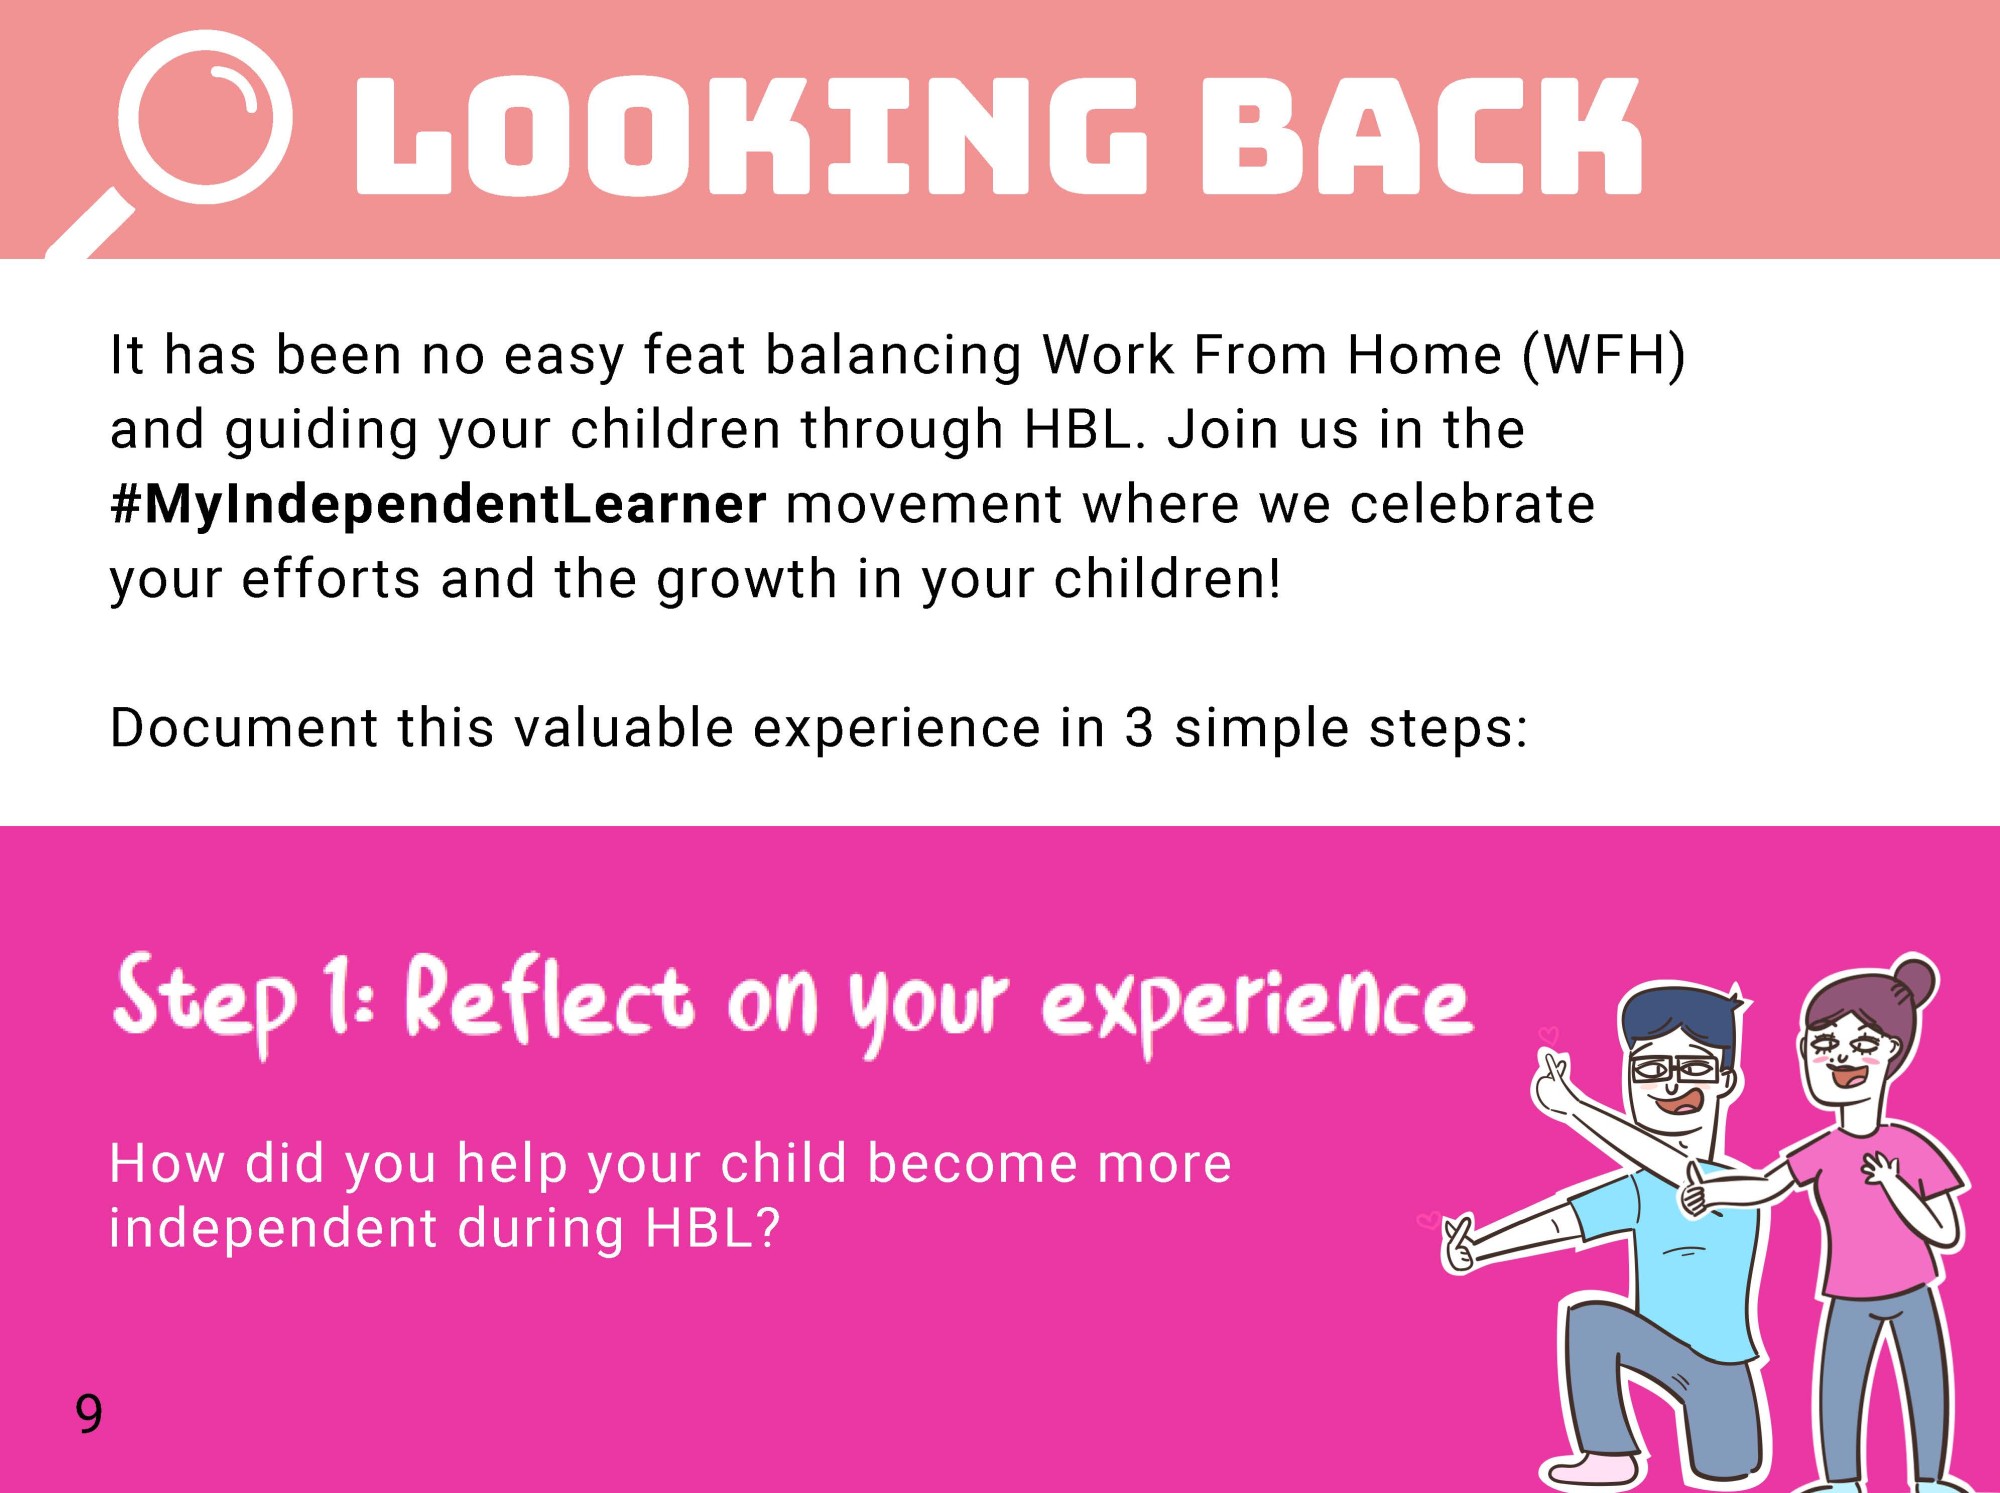 LOOKING BACK
It has been no easy feat balancing Work From Home (WFH)
and guiding your children through HBL. Join us in the
#MyIndependentLearner movement where we celebrate
your efforts and the growth in your children!
Document this valuable experience in 3 simple steps:
Step 1: Reflect on your experience
How did you help your child become more
independent during HBL?
9